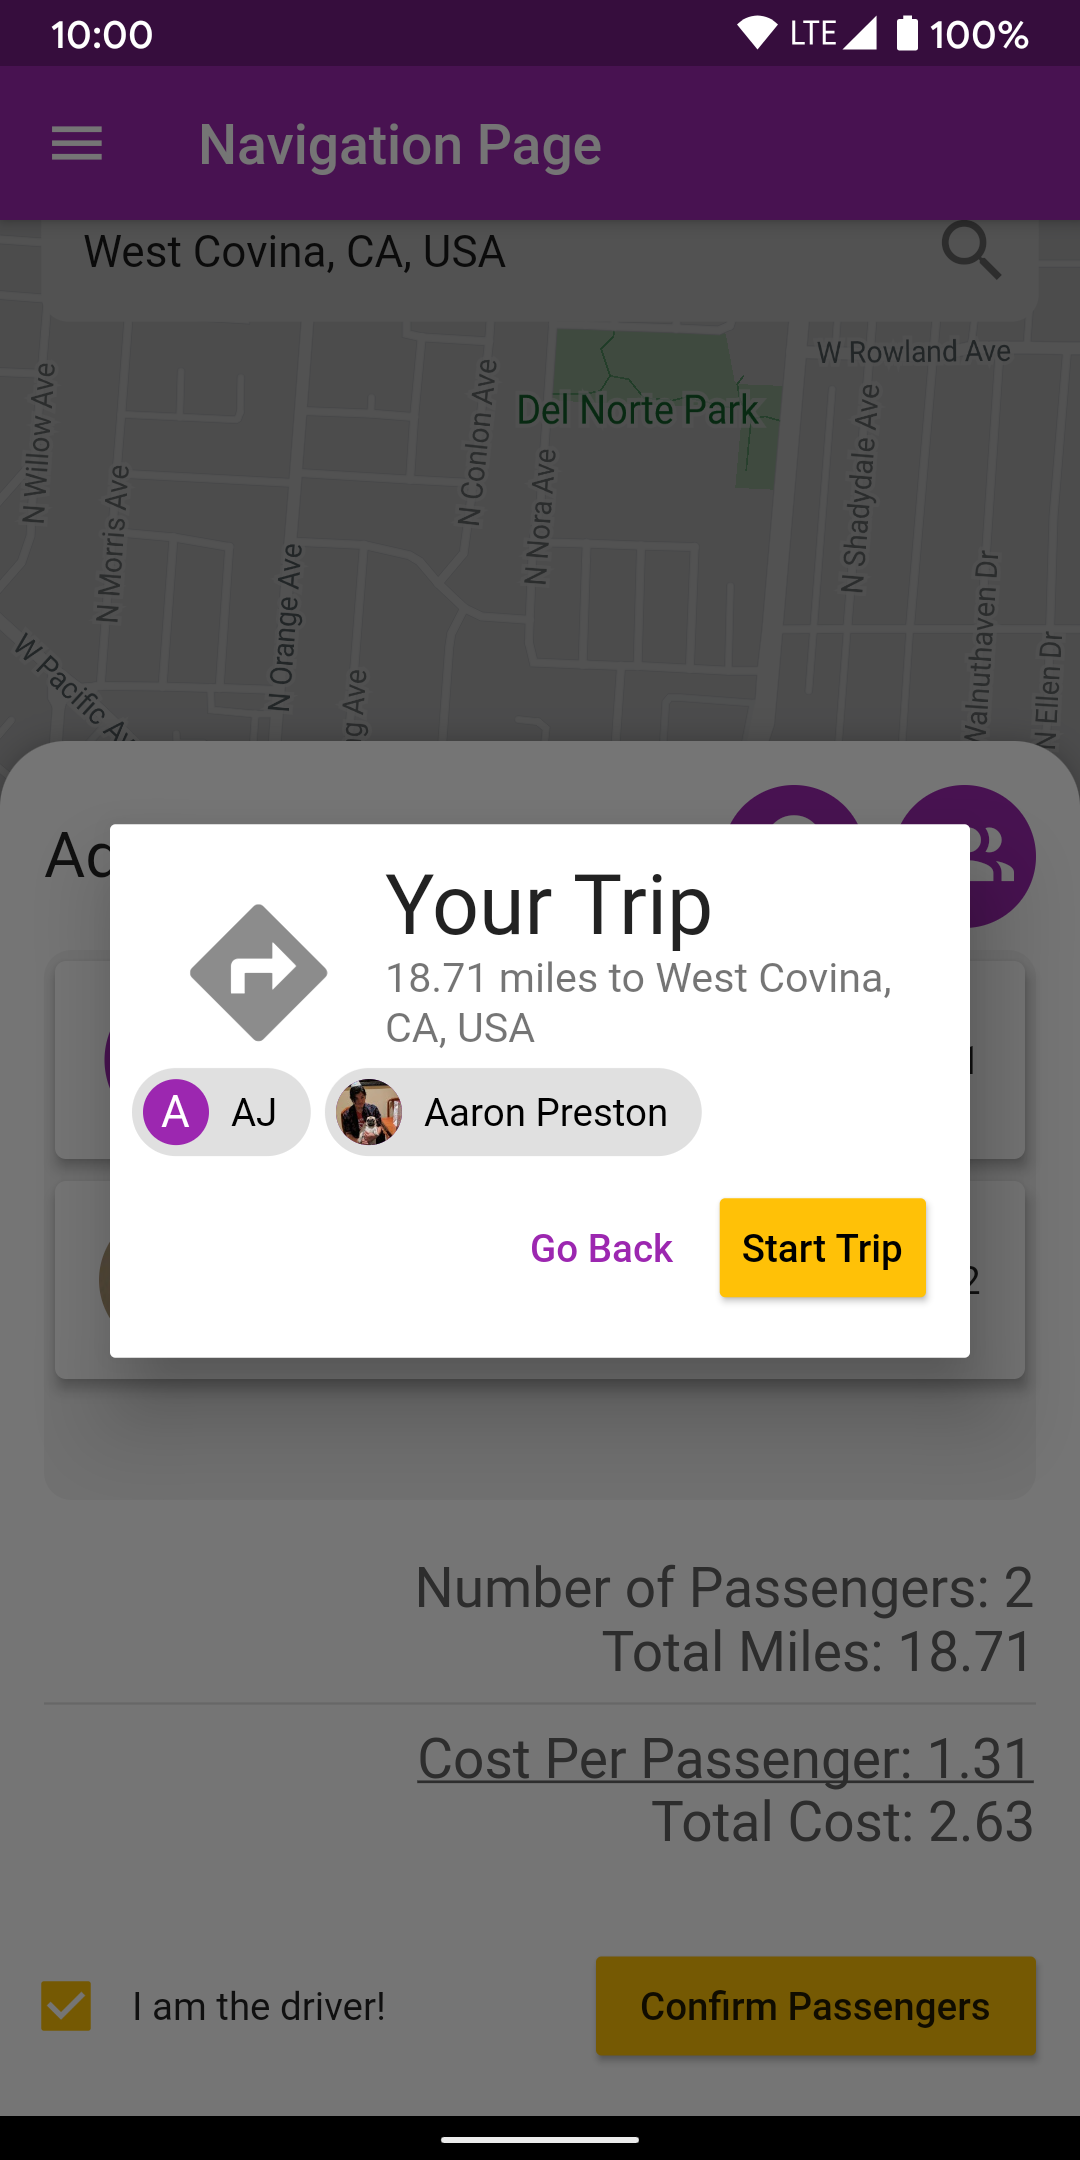 10:00 LTE 100%
Navigation Page
West Covina, CA, USA
W Rowland Ave
Del Norte Park
N Willow Ave
N Morris Ave
N Conlon Ave
N Nora Ave
N Shadydale Ave
N Orange Ave
W Pacific Av
Walnuthaven Dr
N Ellen Dr
Ave
Your Trip
18.71 miles to West Covina,
CA, USA
A AJ Aaron Preston
Go Back Start Trip
2
Number of Passengers: 2
Total Miles: 18.71
Cost Per Passenger: 1.31
Total Cost: 2.63
I am the driver! Confirm Passengers